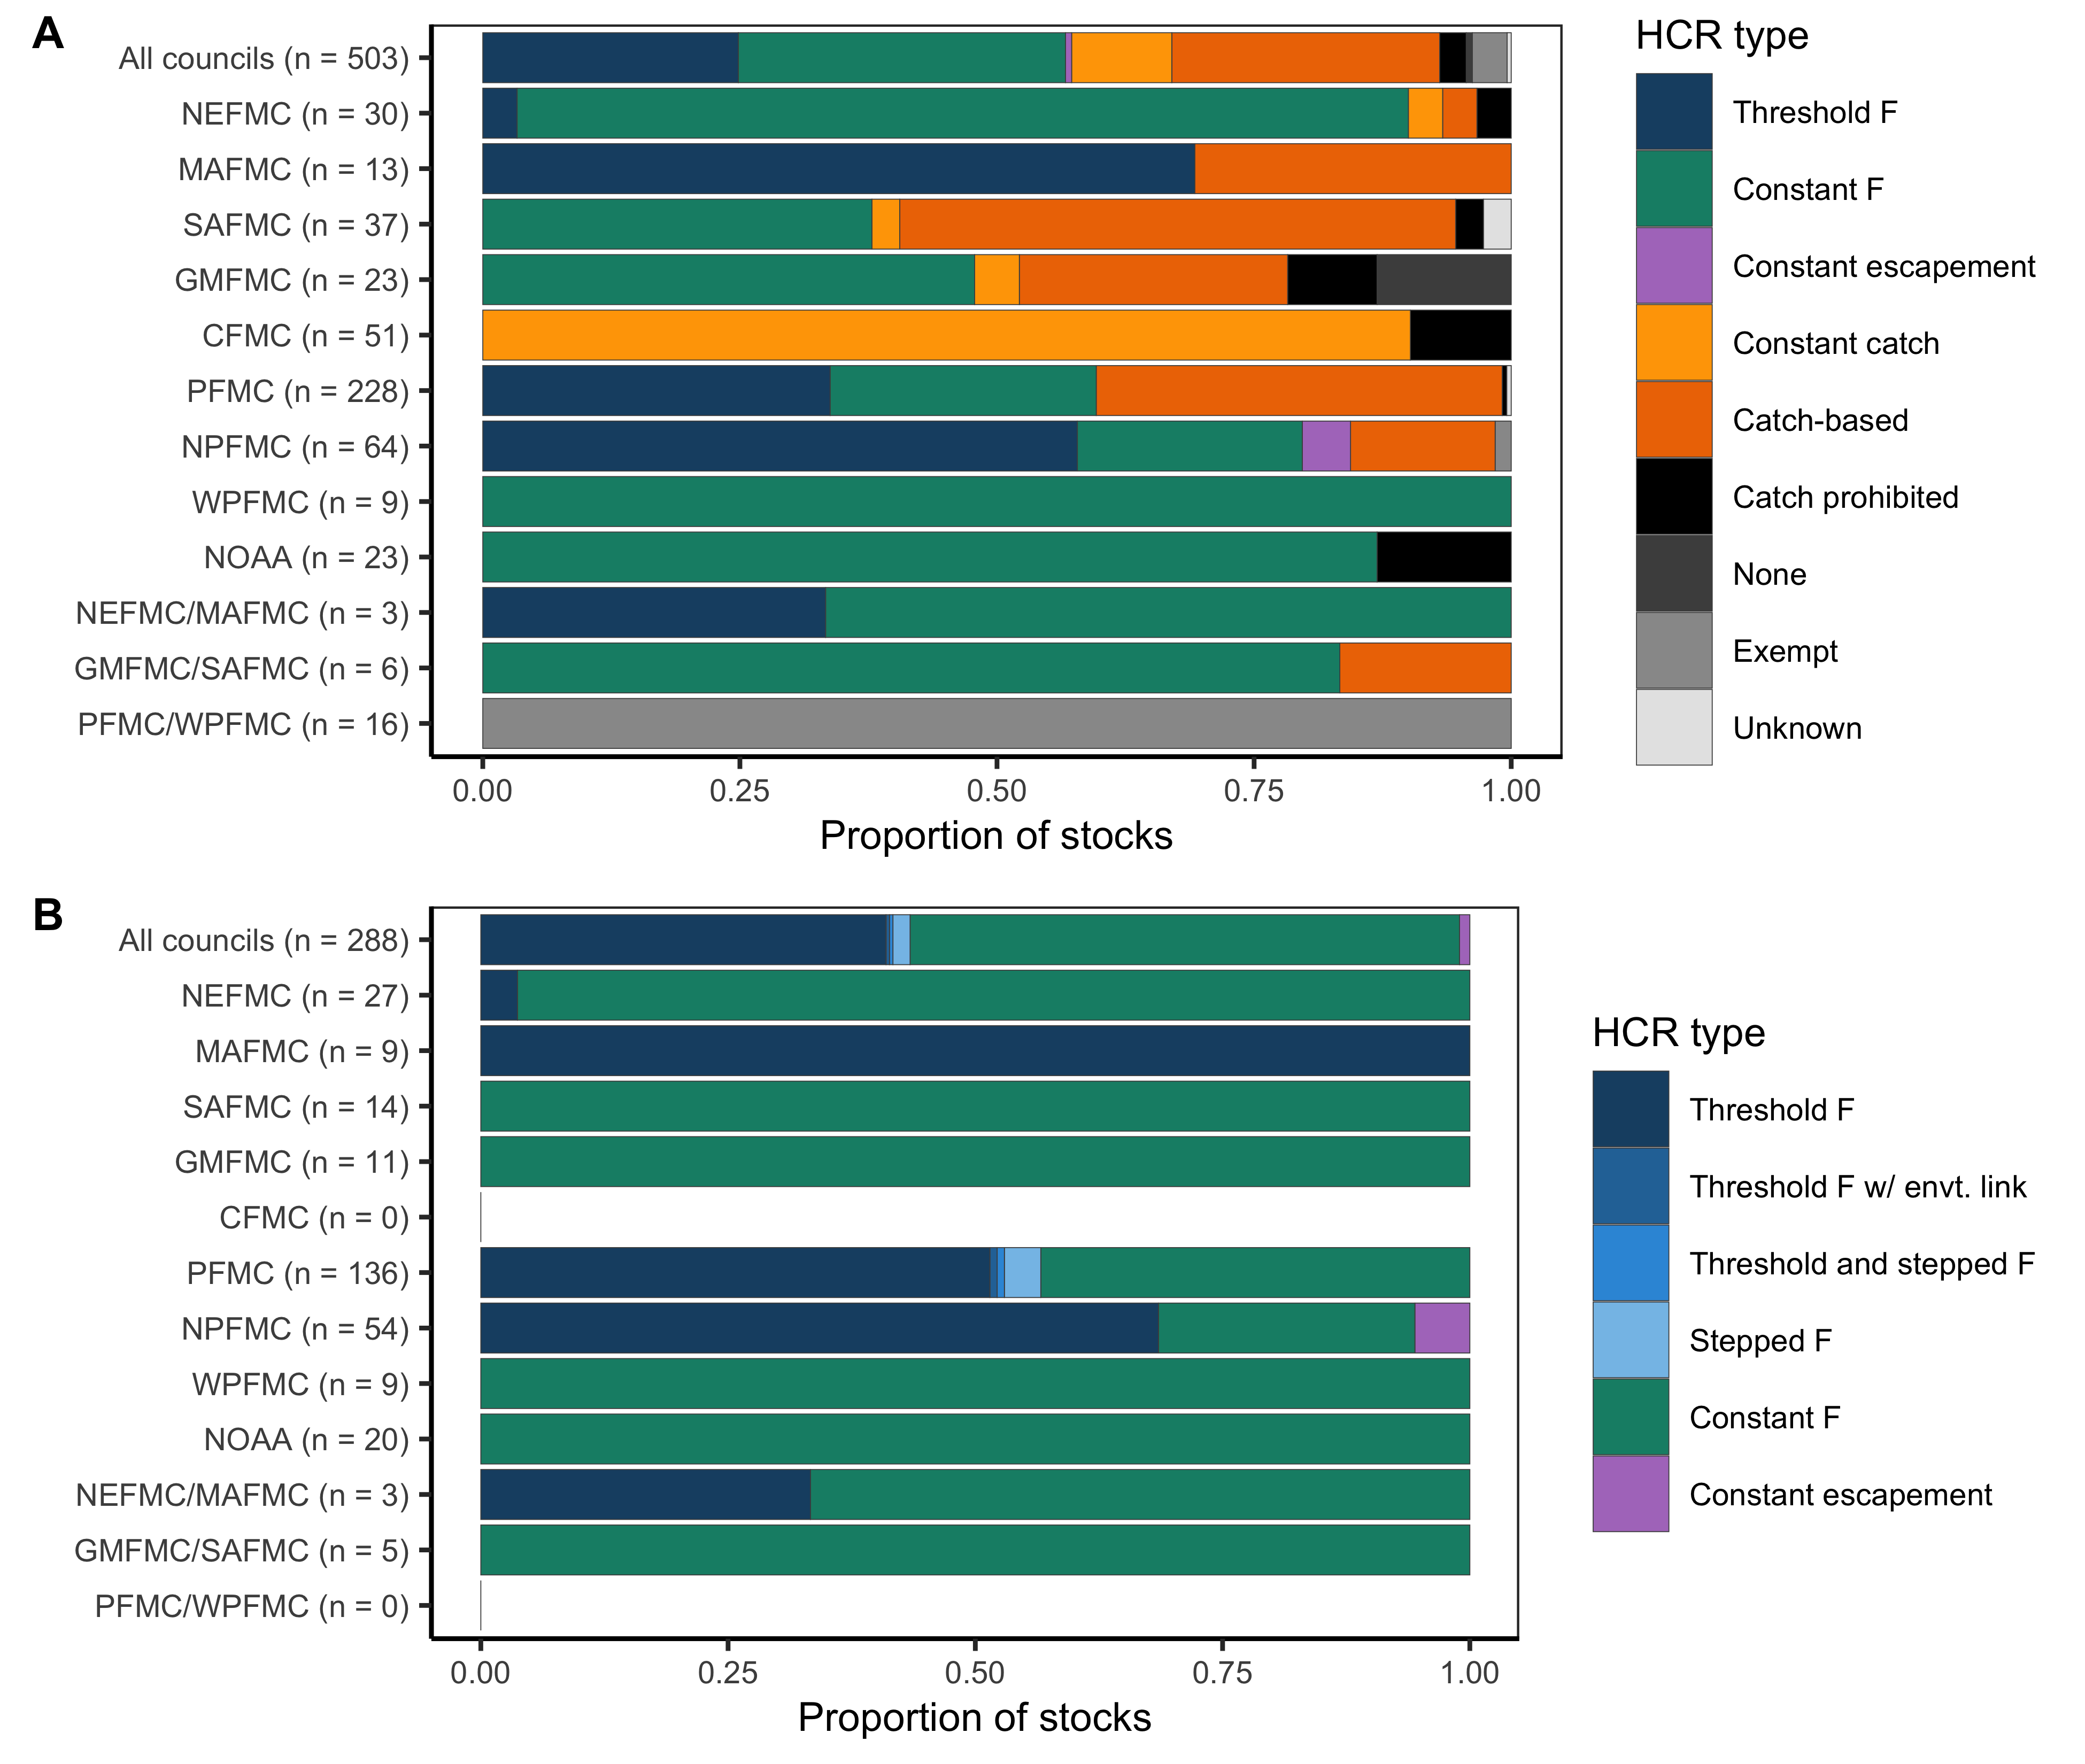 A
All councils (n = 503)
NEFMC (n = 30)
MAFMC (n = 13)
SAFMC (n = 37)
GMFMC (n = 23)
CFMC (n = 51)
PFMC (n = 228)
NPFMC (n = 64)
WPFMC (n = 9)
NOAA (n = 23)
NEFMC/MAFMC (n = 3)
GMFMC/SAFMC (n = 6)
PFMC/WPFMC (n = 16)
0.00 0.25 0.50 0.75 1.00
Proportion of stocks
HCR type
Threshold F
Constant F
Constant escapement
Constant catch
Catch-based
Catch prohibited
None
Exempt
Unknown
B
All councils (n = 288)
NEFMC (n = 27)
MAFMC (n = 9)
SAFMC (n = 14)
GMFMC (n = 11)
CFMC (n = 0)
PFMC (n = 136)
NPFMC (n = 54)
WPFMC (n = 9)
NOAA (n = 20)
NEFMC/MAFMC (n = 3)
GMFMC/SAFMC (n = 5)
PFMC/WPFMC (n = 0)
0.00 0.25 0.50 0.75 1.00
Proportion of stocks
HCR type
Threshold F
Threshold F w/ envt. link
Threshold and stepped F
Stepped F
Constant F
Constant escapement